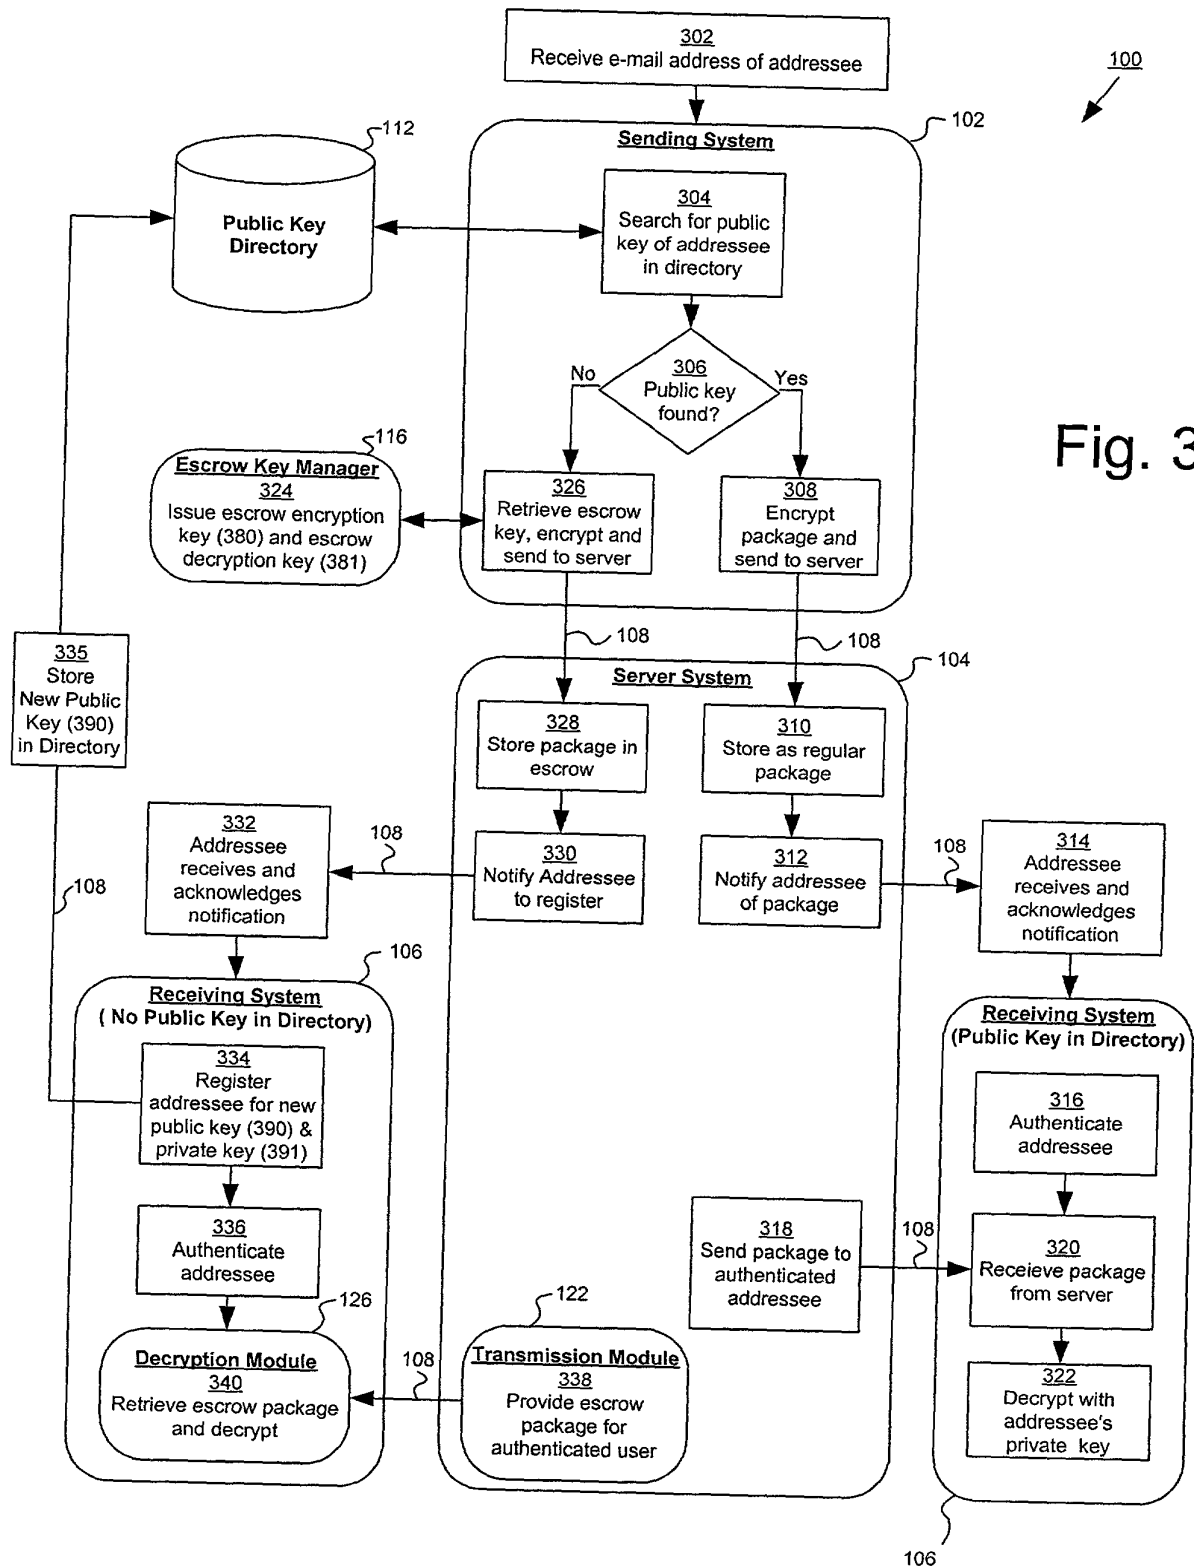 302
Receive e-mail address of addressee
100
112
102
Sending System
Public Key
Directory
304
Search for public
key of addressee
in directory
306
Public key
found?
No
Yes
Fig. 3
116
Escrow Key Manager
324
Issue escrow encryption
key (380) and escrow
decryption key (381)
326
Retrieve escrow
key, encrypt and
send to server
308
Encrypt
package and
send to server
108
108
335
Store
New Public
Key (390)
in Directory
104
Server System
328
Store package in
escrow
310
Store as regular
package
332
Addressee
receives and
acknowledges
notification
108
330
Notify Addressee
to register
312
Notify addressee
of package
108
314
Addressee
receives and
acknowledges
notification
108
106
Receiving System
( No Public Key in Directory)
334
Register
addressee for new
public key (390) &
private key (391)
336
Authenticate
addressee
126
Decryption Module
340
Retrieve escrow package
and decrypt
108
122
Transmission Module
338
Provide escrow
package for
authenticated user
318
Send package to
authenticated
addressee
108
Receiving System
(Public Key in Directory)
316
Authenticate
addressee
320
Receieve package
from server
322
Decrypt with
addressee's
private key
106